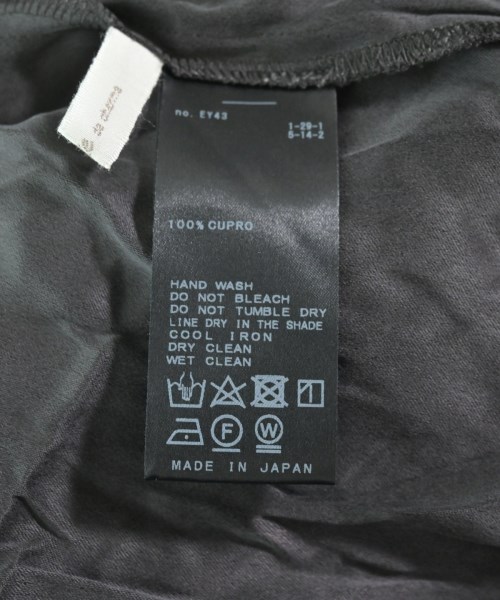 no. EY43
1-29-1
5-14-2
100% CUPRO
HAND WASH
DO NOT BLEACH
DO NOT TUMBLE DRY
LINE DRY IN THE SHADE
COOL IRON
DRY CLEAN
WET CLEAN
F W
MADE IN JAPAN